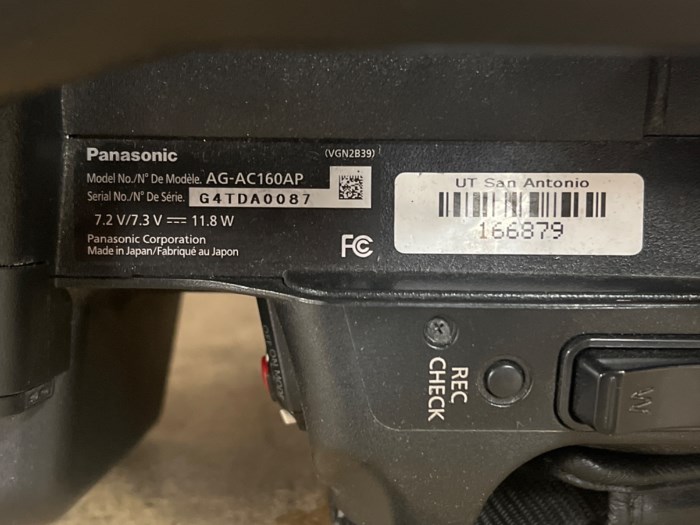 Panasonic
(VGN2B39)
Model No./N° De Modèle. AG-AC160AP
Serial No./N° De Série. G4TDA0087
7.2 V/7.3 V ⎓ 11.8 W
Panasonic Corporation
Made in Japan/Fabriqué au Japon
FC
UT San Antonio
166879
REC
CHECK
W